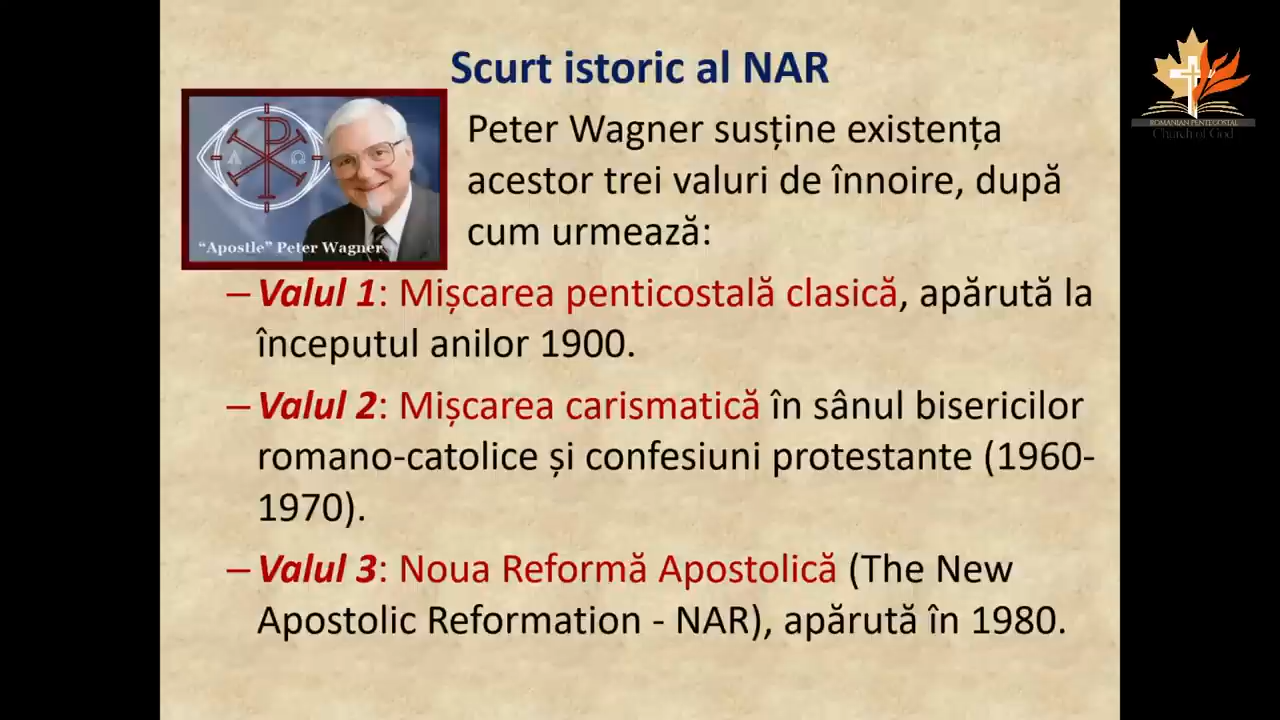 Scurt istoric al NAR
Peter Wagner susține existența
acestor trei valuri de înnoire, după
cum urmează:
"Apostle" Peter Wagner
– Valul 1: Mișcarea penticostală clasică, apărută la
începutul anilor 1900.
– Valul 2: Mișcarea carismatică în sânul bisericilor
romano-catolice și confesiuni protestante (1960-
1970).
– Valul 3: Noua Reformă Apostolică (The New
Apostolic Reformation - NAR), apărută în 1980.
ROMANIAN PENTECOSTAL
Church of God